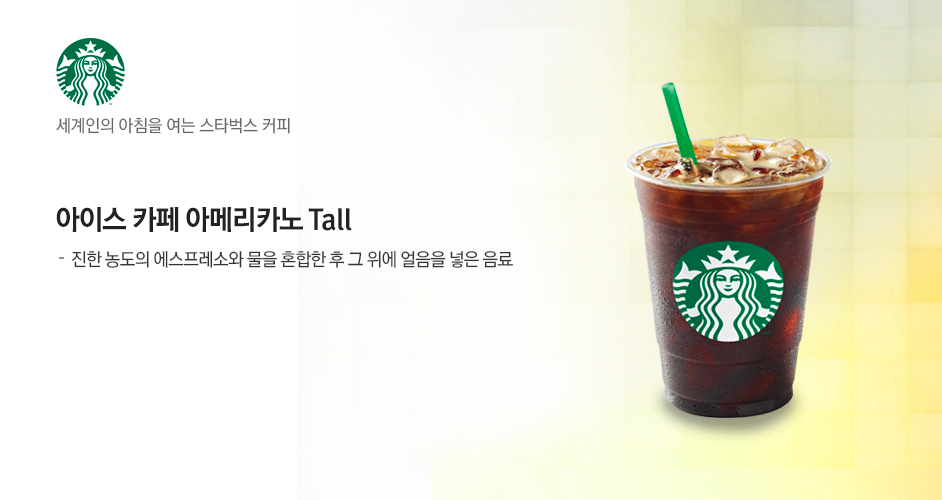 세계인의 아침을 여는 스타벅스 커피
아이스 카페 아메리카노 Tall
- 진한 농도의 에스프레소와 물을 혼합한 후 그 위에 얼음을 넣은 음료